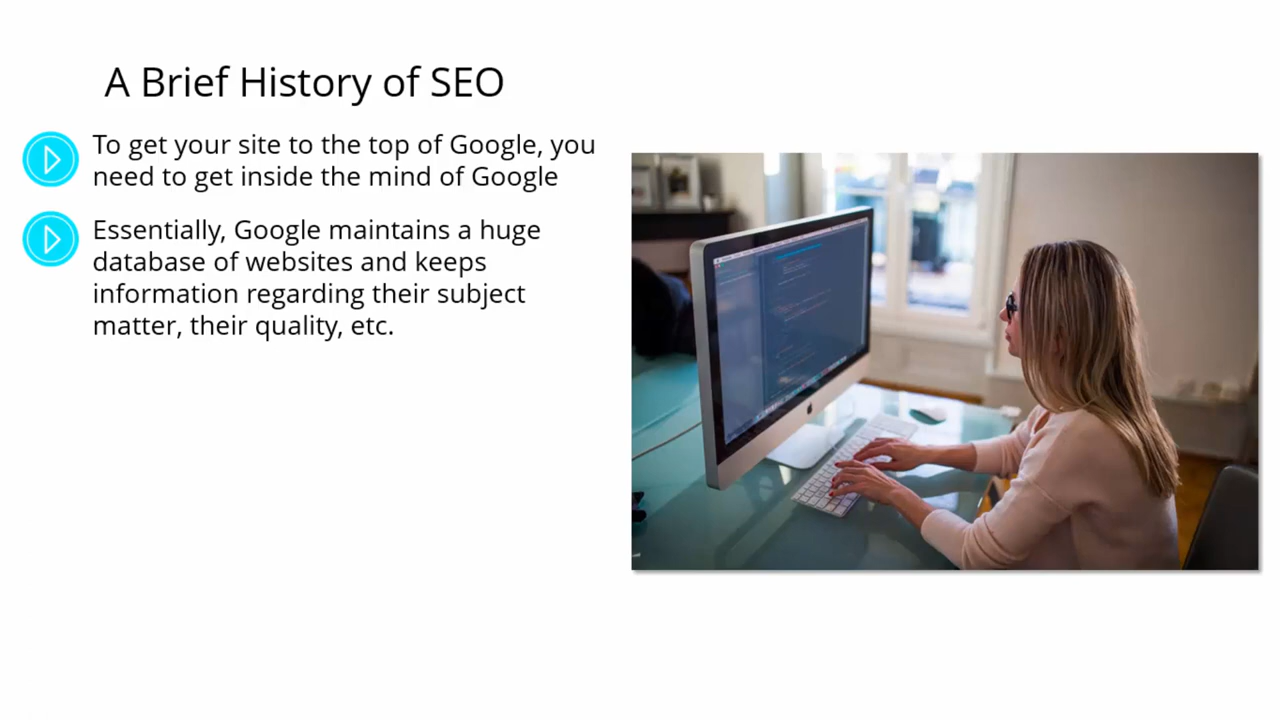 A Brief History of SEO
To get your site to the top of Google, you
need to get inside the mind of Google
Essentially, Google maintains a huge
database of websites and keeps
information regarding their subject
matter, their quality, etc.